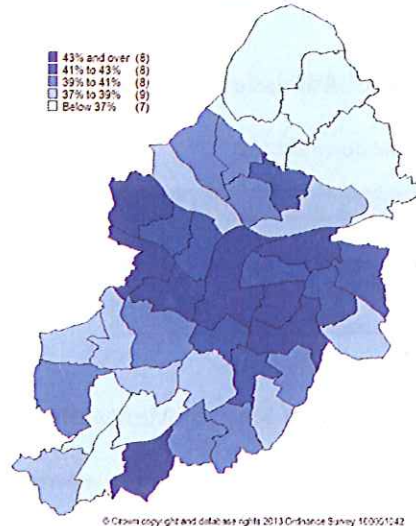 43% and over (8)
41% to 43% (8)
39% to 41% (8)
37% to 39% (9)
Below 37% (7)
© Crown copyright and database rights 2013 Ordnance Survey